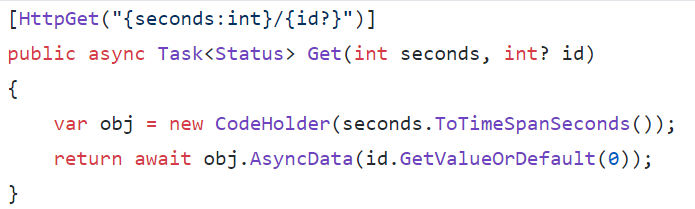 [HttpGet("{seconds:int}/{id?}")]
public async Task<Status> Get(int seconds, int? id)
{
    var obj = new CodeHolder(seconds.ToTimeSpanSeconds());
    return await obj.AsyncData(id.GetValueOrDefault(0));
}